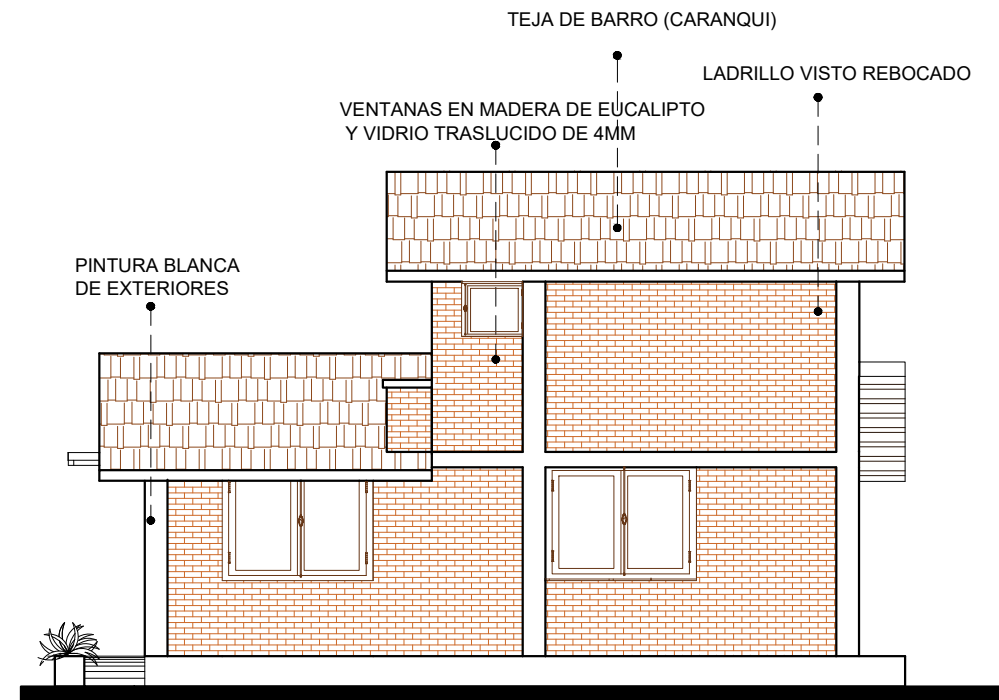 TEJA DE BARRO (CARANQUI)
LADRILLO VISTO REBOCADO
VENTANAS EN MADERA DE EUCALIPTO
Y VIDRIO TRASLUCIDO DE 4MM
PINTURA BLANCA
DE EXTERIORES